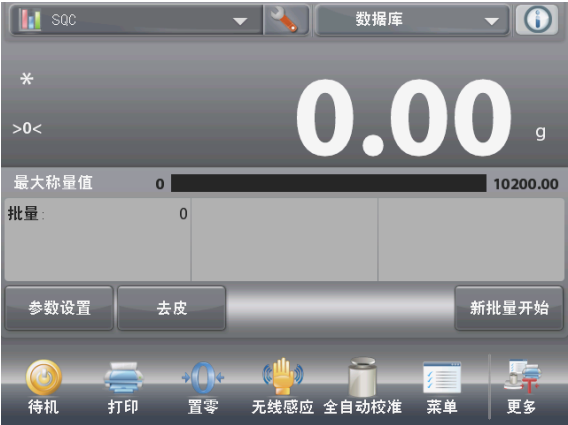 SQC 数据库
*
>0< 0.00 g
最大称量值 0 10200.00
批量: 0
参数设置 去皮 新批量开始
待机 打印 置零 无线感应 全自动校准 菜单 更多